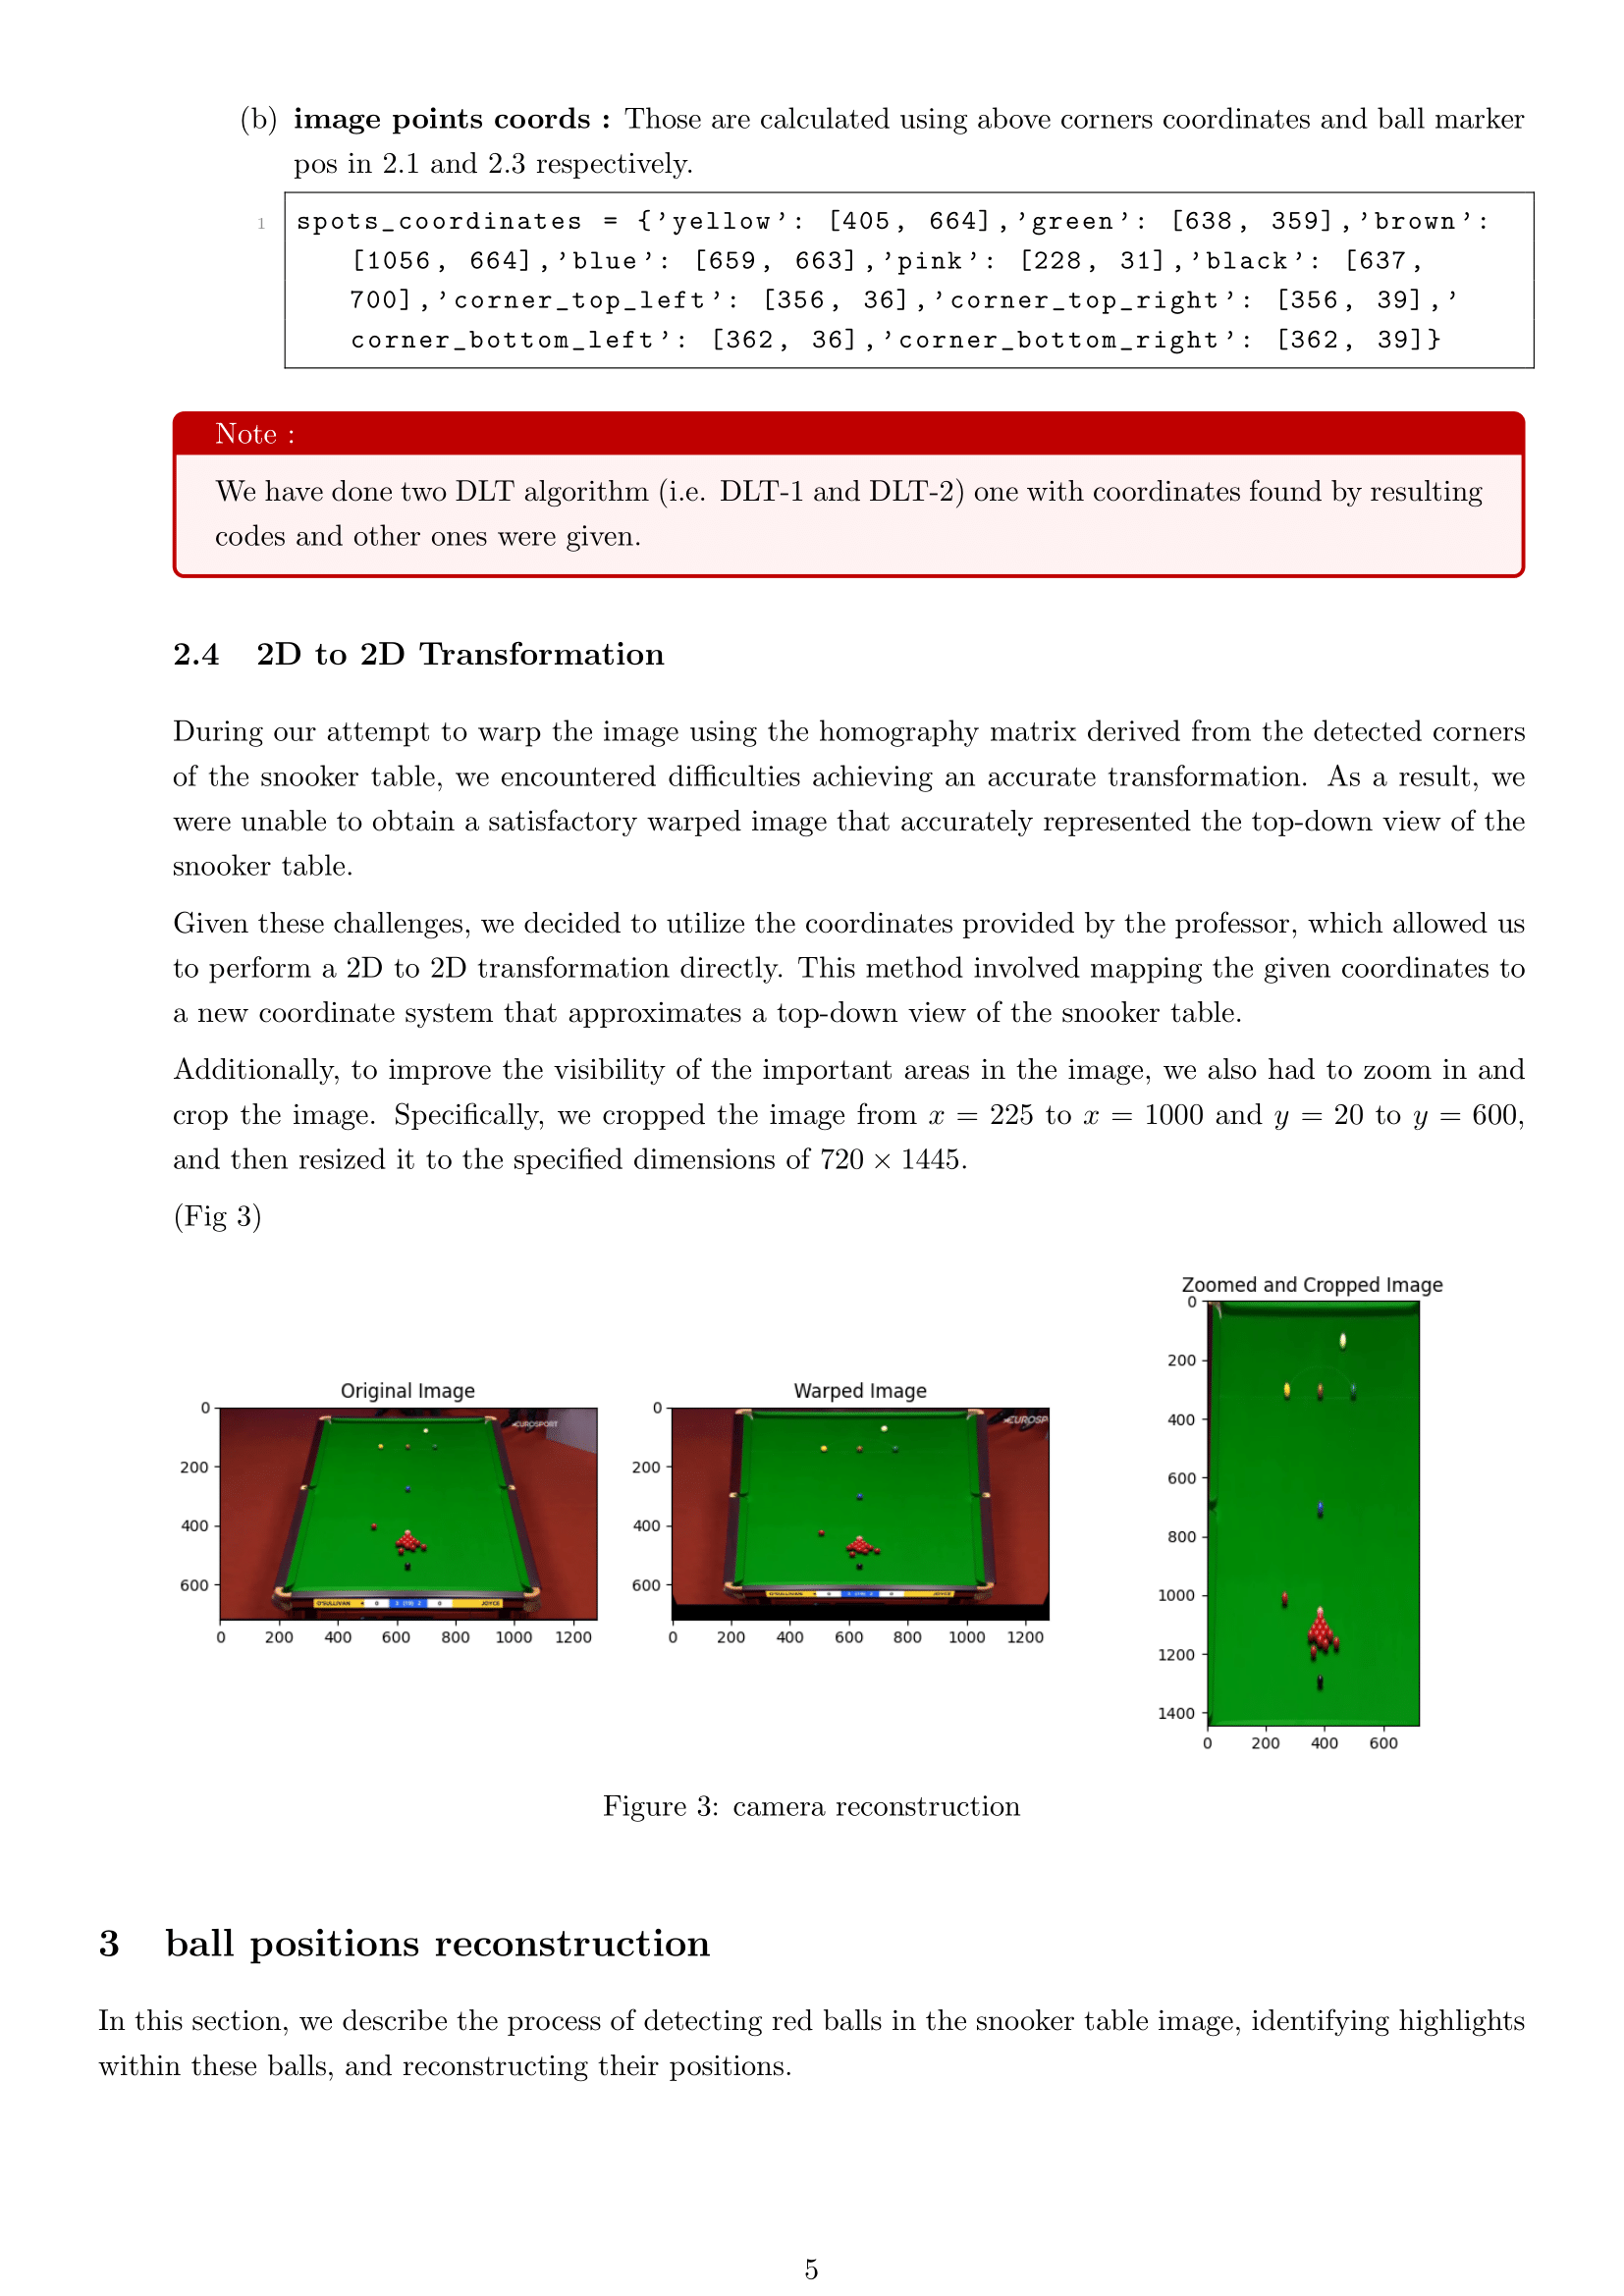 (b) image points coords : Those are calculated using above corners coordinates and ball marker
pos in 2.1 and 2.3 respectively.
1 spots_coordinates = {'yellow': [405, 664],'green': [638, 359],'brown':
[1056, 664],'blue': [659, 663],'pink': [228, 31],'black': [637,
700],'corner_top_left': [356, 36],'corner_top_right': [356, 39],'
corner_bottom_left': [362, 36],'corner_bottom_right': [362, 39]}
Note :
We have done two DLT algorithm (i.e. DLT-1 and DLT-2) one with coordinates found by resulting
codes and other ones were given.
2.4 2D to 2D Transformation
During our attempt to warp the image using the homography matrix derived from the detected corners
of the snooker table, we encountered difficulties achieving an accurate transformation. As a result, we
were unable to obtain a satisfactory warped image that accurately represented the top-down view of the
snooker table.
Given these challenges, we decided to utilize the coordinates provided by the professor, which allowed us
to perform a 2D to 2D transformation directly. This method involved mapping the given coordinates to
a new coordinate system that approximates a top-down view of the snooker table.
Additionally, to improve the visibility of the important areas in the image, we also had to zoom in and
crop the image. Specifically, we cropped the image from x = 225 to x = 1000 and y = 20 to y = 600,
and then resized it to the specified dimensions of 720 × 1445.
(Fig 3)
Original Image
0
200
400
600
0 200 400 600 800 1000 1200
EUROSPORT
O'SULLIVAN 0 0 JOYCE
Warped Image
0
200
400
600
0 200 400 600 800 1000 1200
EUROSP
JOYCE
Zoomed and Cropped Image
0
200
400
600
800
1000
1200
1400
0 200 400 600
Figure 3: camera reconstruction
3 ball positions reconstruction
In this section, we describe the process of detecting red balls in the snooker table image, identifying highlights
within these balls, and reconstructing their positions.
5